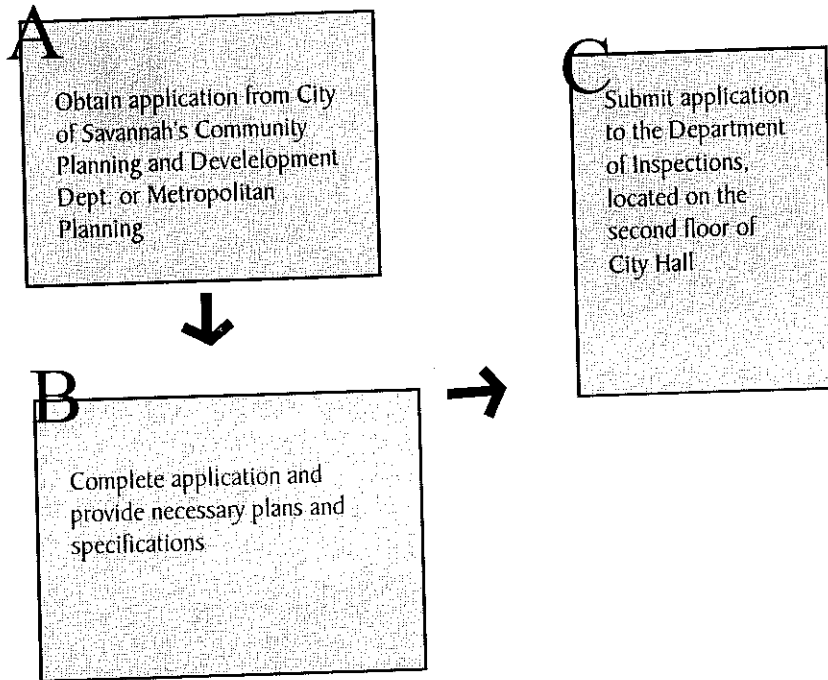 A
Obtain application from City
of Savannah's Community
Planning and Develelopment
Dept. or Metropolitan
Planning
B
Complete application and
provide necessary plans and
specifications
C
Submit application
to the Department
of Inspections,
located on the
second floor of
City Hall